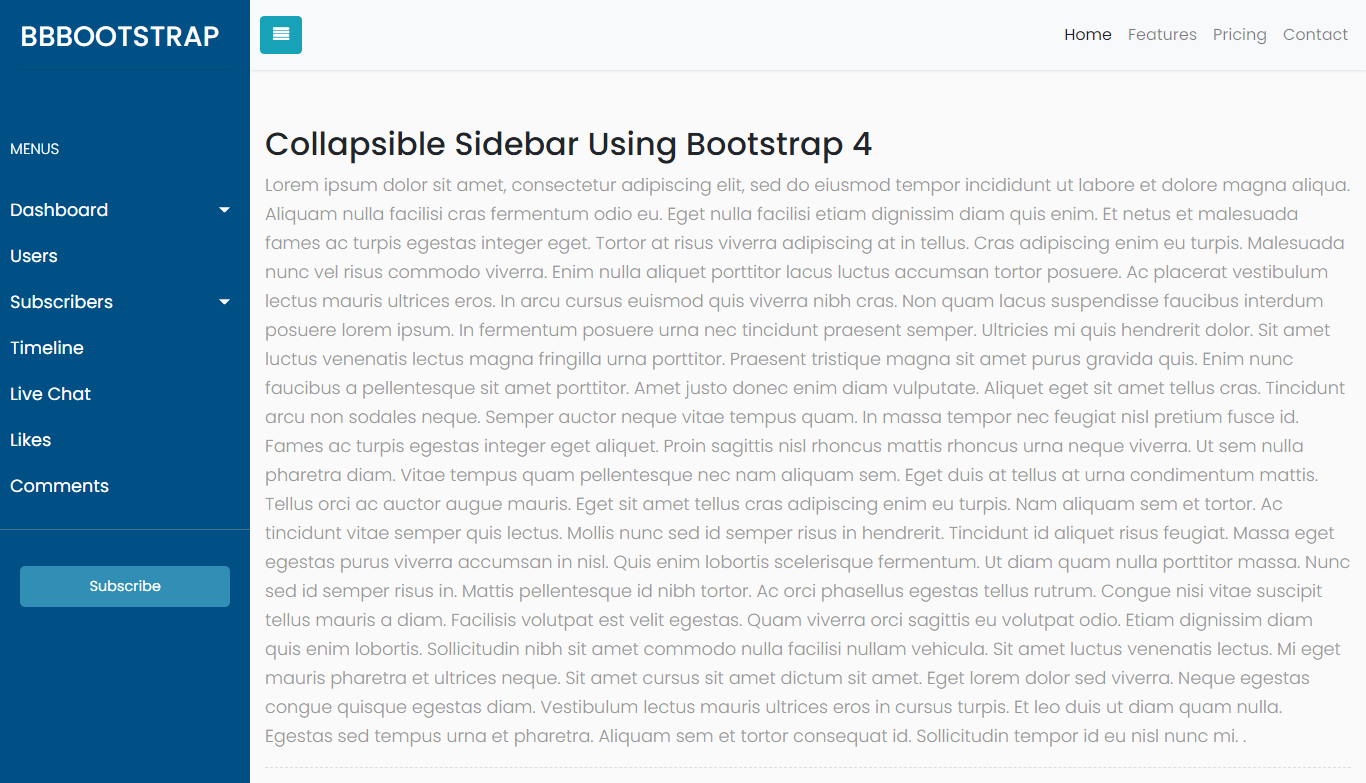 BBBOOTSTRAP
Home Features Pricing Contact
MENUS
Dashboard
Users
Subscribers
Timeline
Live Chat
Likes
Comments
Subscribe
Collapsible Sidebar Using Bootstrap 4
Lorem ipsum dolor sit amet, consectetur adipiscing elit, sed do eiusmod tempor incididunt ut labore et dolore magna aliqua.
Aliquam nulla facilisi cras fermentum odio eu. Eget nulla facilisi etiam dignissim diam quis enim. Et netus et malesuada
fames ac turpis egestas integer eget. Tortor at risus viverra adipiscing at in tellus. Cras adipiscing enim eu turpis. Malesuada
nunc vel risus commodo viverra. Enim nulla aliquet porttitor lacus luctus accumsan tortor posuere. Ac placerat vestibulum
lectus mauris ultrices eros. In arcu cursus euismod quis viverra nibh cras. Non quam lacus suspendisse faucibus interdum
posuere lorem ipsum. In fermentum posuere urna nec tincidunt praesent semper. Ultricies mi quis hendrerit dolor. Sit amet
luctus venenatis lectus magna fringilla urna porttitor. Praesent tristique magna sit amet purus gravida quis. Enim nunc
faucibus a pellentesque sit amet porttitor. Amet justo donec enim diam vulputate. Aliquet eget sit amet tellus cras. Tincidunt
arcu non sodales neque. Semper auctor neque vitae tempus quam. In massa tempor nec feugiat nisl pretium fusce id.
Fames ac turpis egestas integer eget aliquet. Proin sagittis nisl rhoncus mattis rhoncus urna neque viverra. Ut sem nulla
pharetra diam. Vitae tempus quam pellentesque nec nam aliquam sem. Eget duis at tellus at urna condimentum mattis.
Tellus orci ac auctor augue mauris. Eget sit amet tellus cras adipiscing enim eu turpis. Nam aliquam sem et tortor. Ac
tincidunt vitae semper quis lectus. Mollis nunc sed id semper risus in hendrerit. Tincidunt id aliquet risus feugiat. Massa eget
egestas purus viverra accumsan in nisl. Quis enim lobortis scelerisque fermentum. Ut diam quam nulla porttitor massa. Nunc
sed id semper risus in. Mattis pellentesque id nibh tortor. Ac orci phasellus egestas tellus rutrum. Congue nisi vitae suscipit
tellus mauris a diam. Facilisis volutpat est velit egestas. Quam viverra orci sagittis eu volutpat odio. Etiam dignissim diam
quis enim lobortis. Sollicitudin nibh sit amet commodo nulla facilisi nullam vehicula. Sit amet luctus venenatis lectus. Mi eget
mauris pharetra et ultrices neque. Sit amet cursus sit amet dictum sit amet. Eget lorem dolor sed viverra. Neque egestas
congue quisque egestas diam. Vestibulum lectus mauris ultrices eros in cursus turpis. Et leo duis ut diam quam nulla.
Egestas sed tempus urna et pharetra. Aliquam sem et tortor consequat id. Sollicitudin tempor id eu nisl nunc mi. .